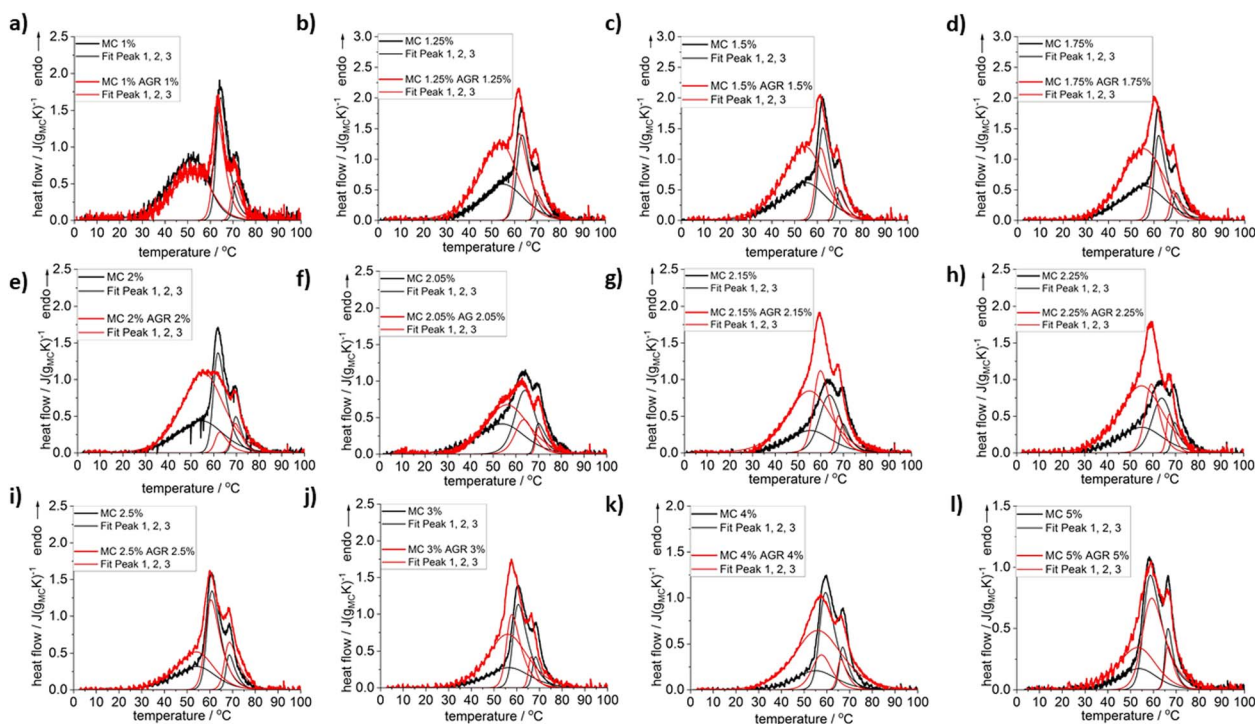 a)
endo
2.5
2.0
1.5
1.0
0.5
0.0
heat flow / J(gMCK)-1
MC 1%
Fit Peak 1, 2, 3
MC 1% AGR 1%
Fit Peak 1, 2, 3
0 10 20 30 40 50 60 70 80 90 100
temperature / °C
b)
endo
3.0
2.5
2.0
1.5
1.0
0.5
0.0
heat flow / J(gMCK)-1
MC 1.25%
Fit Peak 1, 2, 3
MC 1.25% AGR 1.25%
Fit Peak 1, 2, 3
0 10 20 30 40 50 60 70 80 90 100
temperature / °C
c)
endo
3.0
2.5
2.0
1.5
1.0
0.5
0.0
heat flow / J(gMCK)-1
MC 1.5%
Fit Peak 1, 2, 3
MC 1.5% AGR 1.5%
Fit Peak 1, 2, 3
0 10 20 30 40 50 60 70 80 90 100
temperature / °C
d)
endo
3.0
2.5
2.0
1.5
1.0
0.5
0.0
heat flow / J(gMCK)-1
MC 1.75%
Fit Peak 1, 2, 3
MC 1.75% AGR 1.75%
Fit Peak 1, 2, 3
0 10 20 30 40 50 60 70 80 90 100
temperature / °C
e)
endo
2.5
2.0
1.5
1.0
0.5
0.0
heat flow / J(gMCK)-1
MC 2%
Fit Peak 1, 2, 3
MC 2% AGR 2%
Fit Peak 1, 2, 3
0 10 20 30 40 50 60 70 80 90 100
temperature / °C
f)
endo
2.5
2.0
1.5
1.0
0.5
0.0
heat flow / J(gMCK)-1
MC 2.05%
Fit Peak 1, 2, 3
MC 2.05% AG 2.05%
Fit Peak 1, 2, 3
0 10 20 30 40 50 60 70 80 90 100
temperature / °C
g)
endo
2.5
2.0
1.5
1.0
0.5
0.0
heat flow / J(gMCK)-1
MC 2.15%
Fit Peak 1, 2, 3
MC 2.15% AGR 2.15%
Fit Peak 1, 2, 3
0 10 20 30 40 50 60 70 80 90 100
temperature / °C
h)
endo
2.5
2.0
1.5
1.0
0.5
0.0
heat flow / J(gMCK)-1
MC 2.25%
Fit Peak 1, 2, 3
MC 2.25% AGR 2.25%
Fit Peak 1, 2, 3
0 10 20 30 40 50 60 70 80 90 100
temperature / °C
i)
endo
2.5
2.0
1.5
1.0
0.5
0.0
heat flow / J(gMCK)-1
MC 2.5%
Fit Peak 1, 2, 3
MC 2.5% AGR 2.5%
Fit Peak 1, 2, 3
0 10 20 30 40 50 60 70 80 90 100
temperature / °C
j)
endo
2.5
2.0
1.5
1.0
0.5
0.0
heat flow / J(gMCK)-1
MC 3%
Fit Peak 1, 2, 3
MC 3% AGR 3%
Fit Peak 1, 2, 3
0 10 20 30 40 50 60 70 80 90 100
temperature / °C
k)
endo
2.0
1.5
1.0
0.5
0.0
heat flow / J(gMCK)-1
MC 4%
Fit Peak 1, 2, 3
MC 4% AGR 4%
Fit Peak 1, 2, 3
0 10 20 30 40 50 60 70 80 90 100
temperature / °C
l)
endo
1.5
1.0
0.5
0.0
heat flow / J(gMCK)-1
MC 5%
Fit Peak 1, 2, 3
MC 5% AGR 5%
Fit Peak 1, 2, 3
0 10 20 30 40 50 60 70 80 90 100
temperature / °C